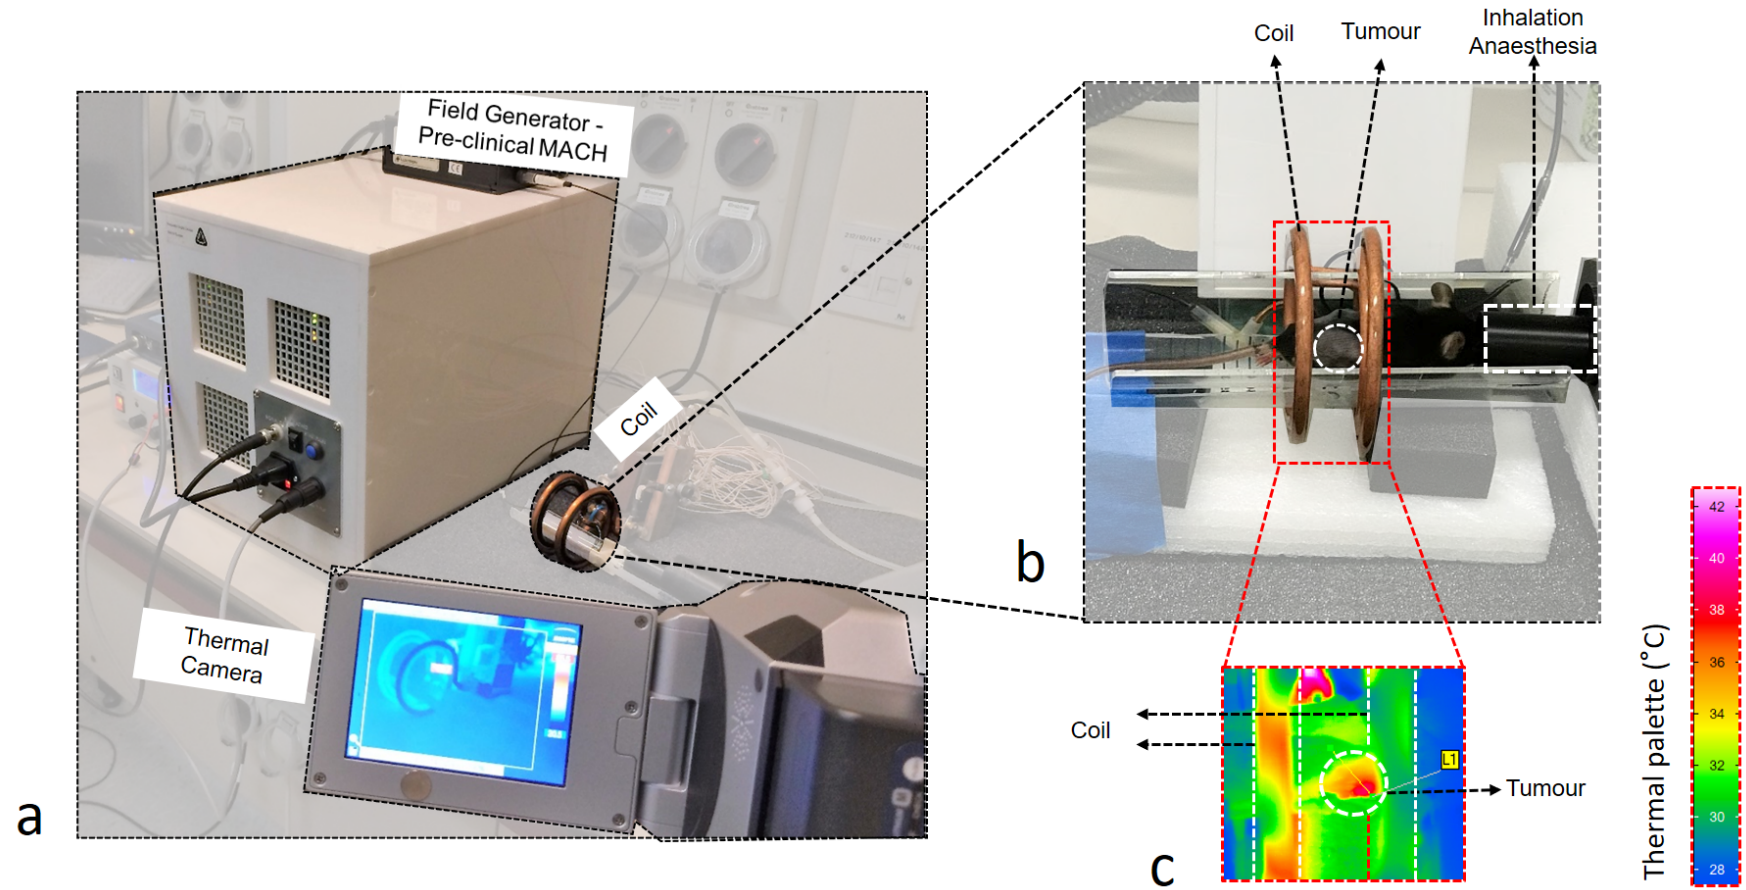 Field Generator -
Pre-clinical MACH
Coil
Thermal
Camera
a
Coil
Tumour
Inhalation
Anaesthesia
b
Coil
L1
Tumour
c
Thermal palette (°C)
42
40
38
36
34
32
30
28